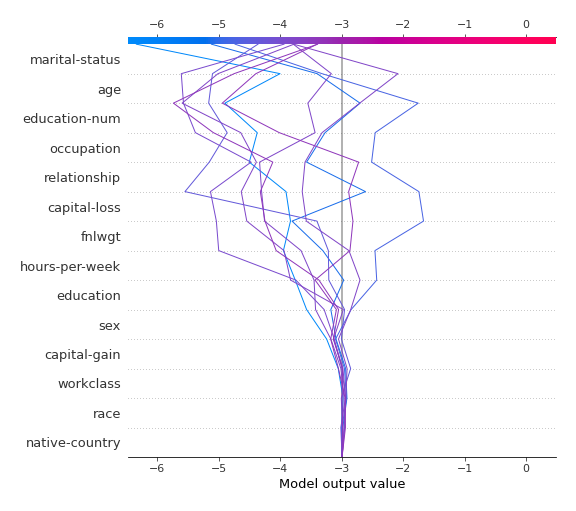 −6 −5 −4 −3 −2 −1 0
marital-status
age
education-num
occupation
relationship
capital-loss
fnlwgt
hours-per-week
education
sex
capital-gain
workclass
race
native-country
−6 −5 −4 −3 −2 −1 0
Model output value